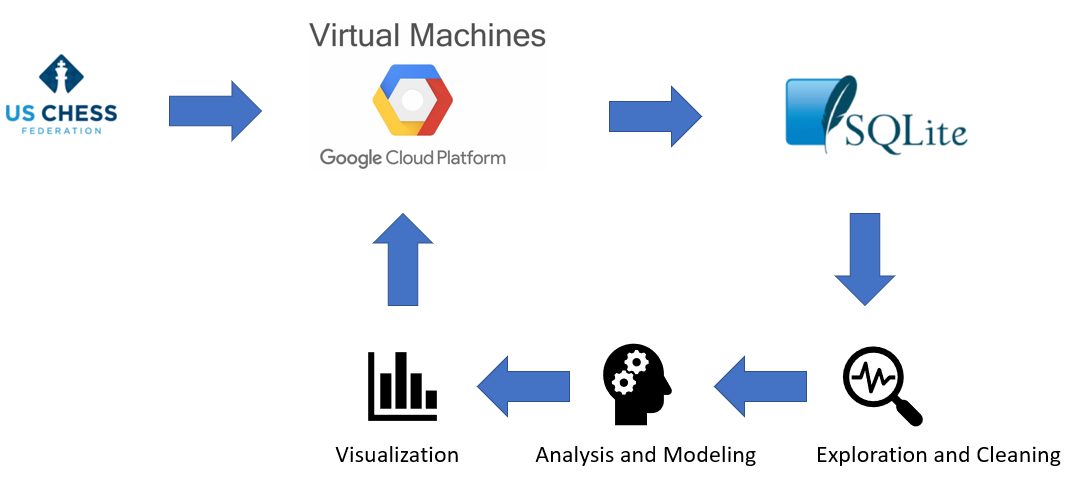 Virtual Machines
US CHESS
FEDERATION
Google Cloud Platform
SQLite
Visualization
Analysis and Modeling
Exploration and Cleaning